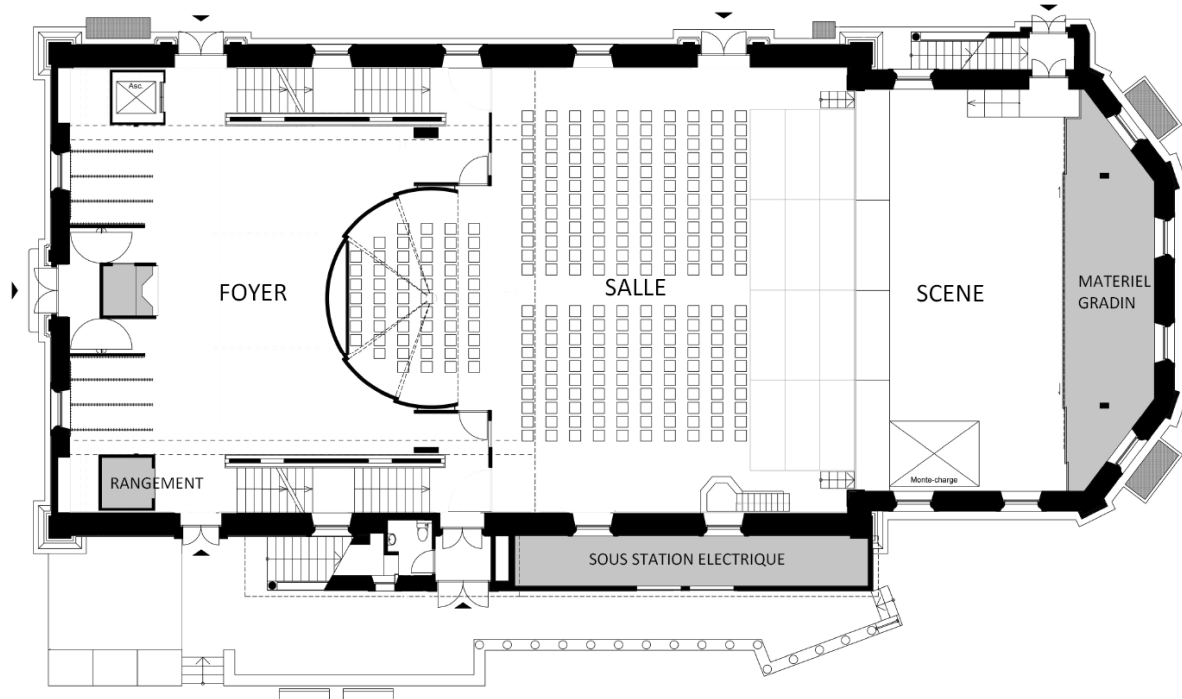 Asc.
FOYER
SALLE
SCENE
MATERIEL
GRADIN
RANGEMENT
Monte-charge
SOUS STATION ELECTRIQUE